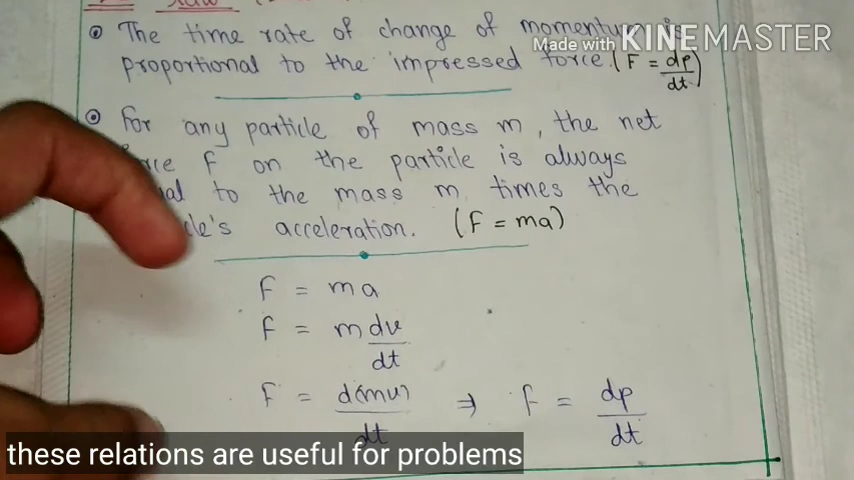 Law
The time rate of change of momentum is
proportional to the impressed force. (F = dp/dt)
Made with KINEMASTER
For any particle of mass m, the net
F on the particle is always
to the mass m times the
acceleration. (F = ma)
F = ma
F = m dv/dt
F = d(mv)/dt ⇒ F = dp/dt
these relations are useful for problems